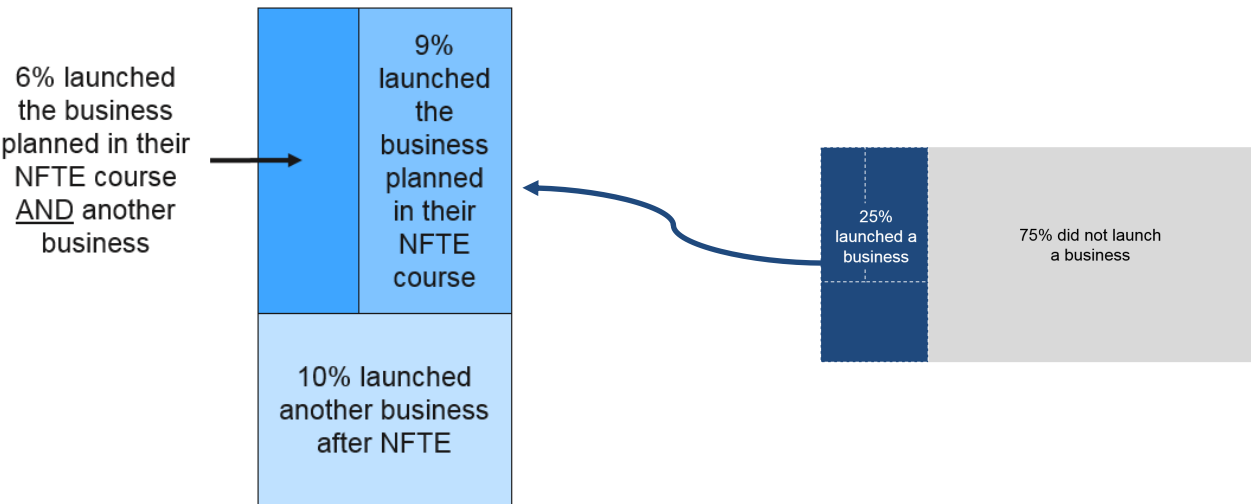 6% launched
the business
planned in their
NFTE course
AND another
business
9%
launched
the
business
planned
in their
NFTE
course
10% launched
another business
after NFTE
25%
launched a
business
75% did not launch
a business